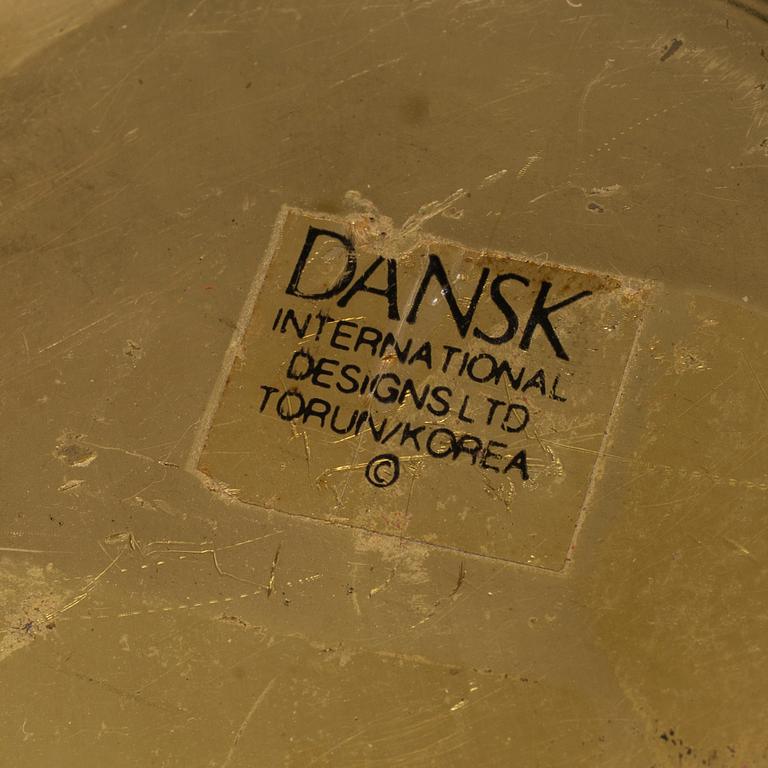 DANSK
INTERNATIONAL
DESIGNS LTD
TORUN/KOREA
©